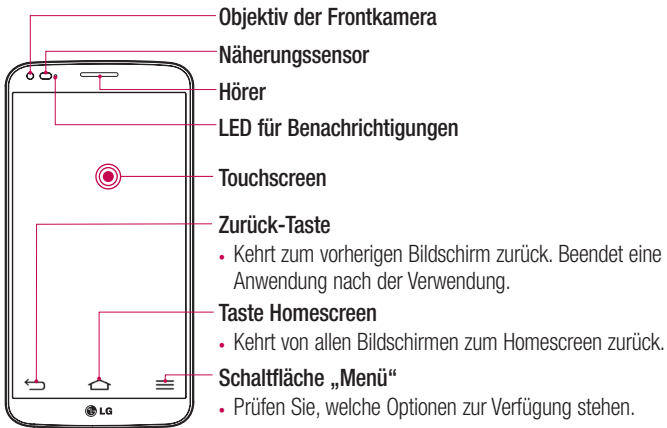 Objektiv der Frontkamera
Näherungssensor
Hörer
LED für Benachrichtigungen
Touchscreen
Zurück-Taste
• Kehrt zum vorherigen Bildschirm zurück. Beendet eine
Anwendung nach der Verwendung.
Taste Homescreen
• Kehrt von allen Bildschirmen zum Homescreen zurück.
Schaltfläche „Menü“
• Prüfen Sie, welche Optionen zur Verfügung stehen.
LG